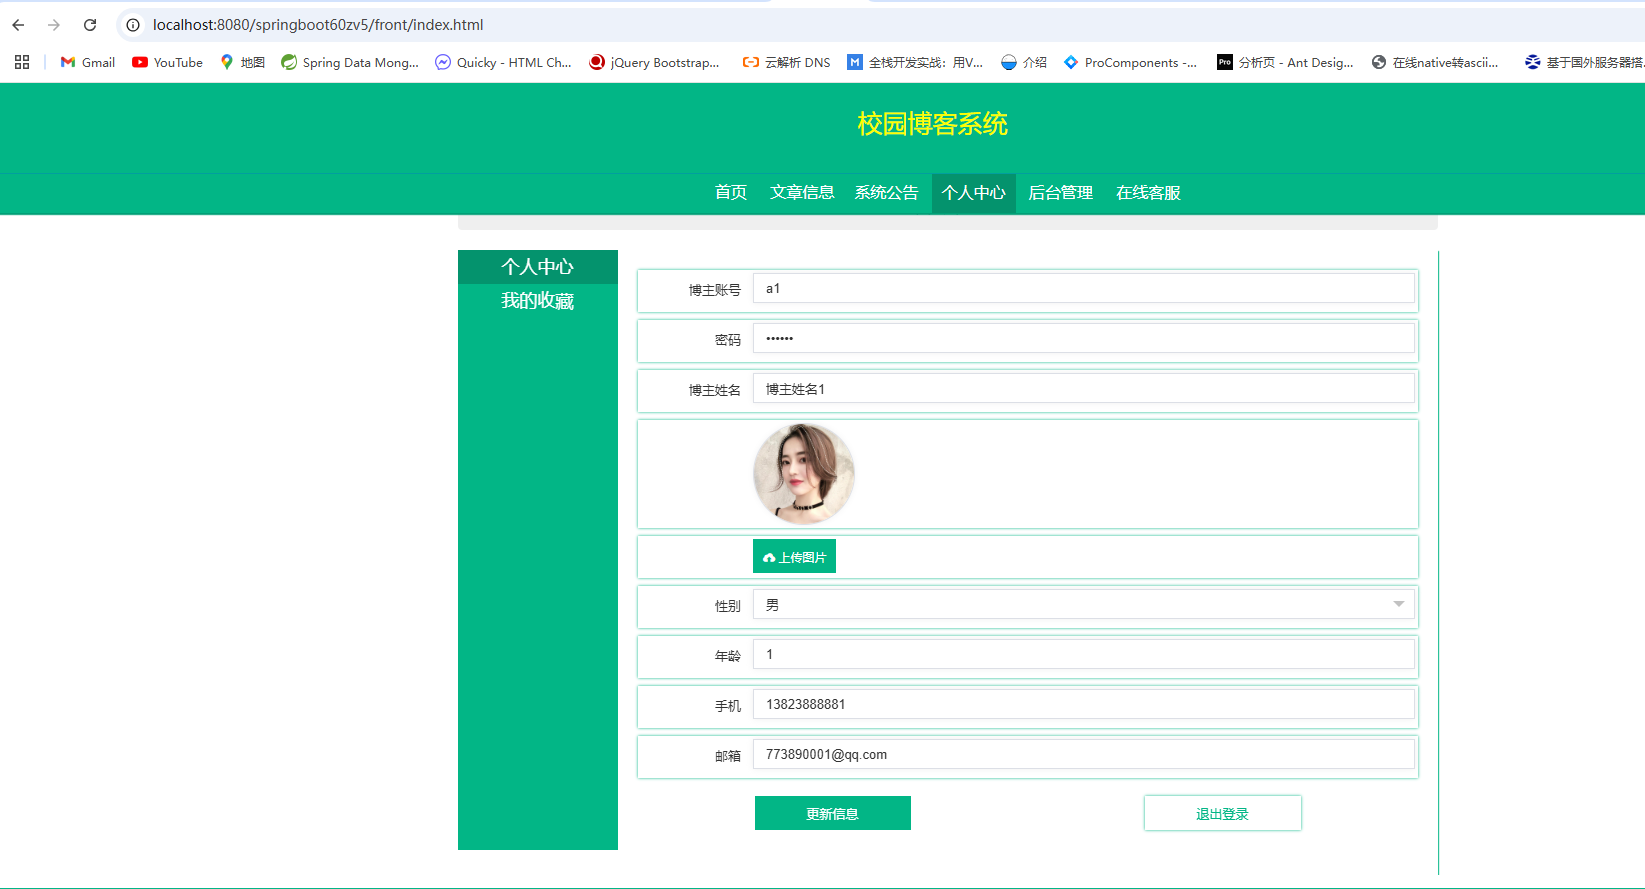 localhost:8080/springboot60zv5/front/index.html
Gmail YouTube 地图 Spring Data Mong... Quicky - HTML Ch... jQuery Bootstrap... 云解析 DNS 全栈开发实战：用V... 介绍 ProComponents -... 分析页 - Ant Desig... 在线native转ascii... 基于国外服务器搭
校园博客系统
首页 文章信息 系统公告 个人中心 后台管理 在线客服
个人中心
我的收藏
博主账号 a1
密码 ••••••
博主姓名 博主姓名1
上传图片
性别 男
年龄 1
手机 13823888881
邮箱 773890001@qq.com
更新信息 退出登录